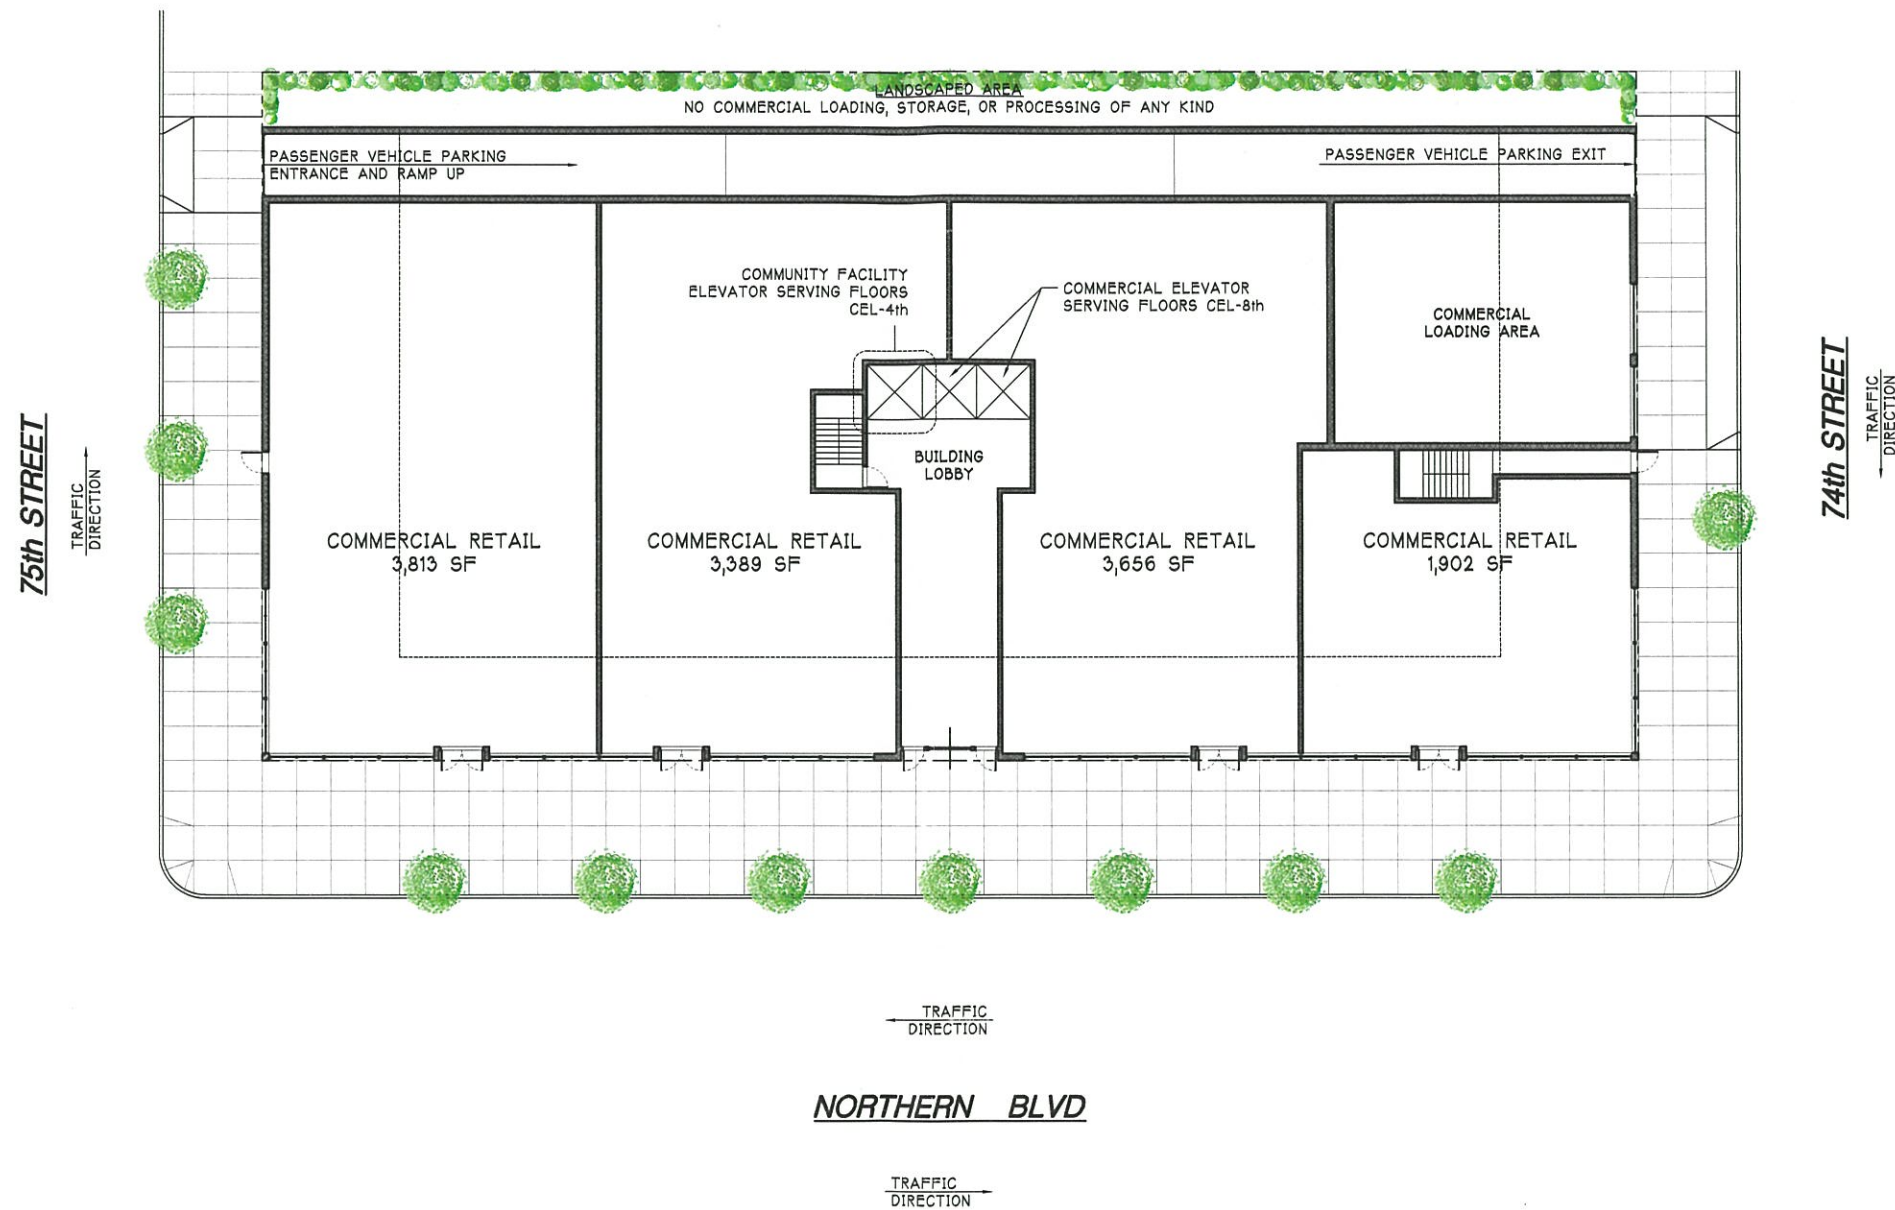 LANDSCAPED AREA
NO COMMERCIAL LOADING, STORAGE, OR PROCESSING OF ANY KIND
PASSENGER VEHICLE PARKING
ENTRANCE AND RAMP UP
PASSENGER VEHICLE PARKING EXIT
COMMUNITY FACILITY
ELEVATOR SERVING FLOORS
CEL-4th
COMMERCIAL ELEVATOR
SERVING FLOORS CEL-8th
COMMERCIAL
LOADING AREA
BUILDING
LOBBY
COMMERCIAL RETAIL
3,813 SF
COMMERCIAL RETAIL
3,389 SF
COMMERCIAL RETAIL
3,656 SF
COMMERCIAL RETAIL
1,902 SF
75th STREET
TRAFFIC
DIRECTION
74th STREET
TRAFFIC
DIRECTION
TRAFFIC
DIRECTION
NORTHERN BLVD
TRAFFIC
DIRECTION